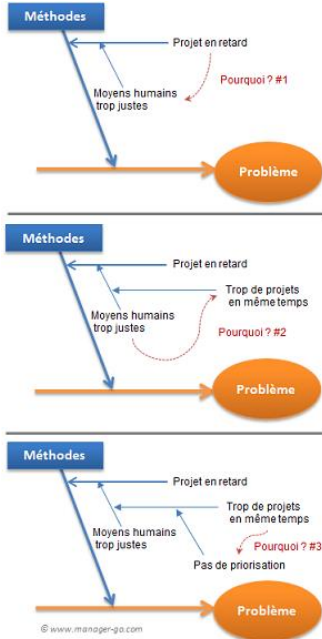 Méthodes
Projet en retard
Pourquoi ? #1
Moyens humains
trop justes
Problème
Méthodes
Projet en retard
Trop de projets
en même temps
Moyens humains
trop justes
Pourquoi ? #2
Problème
Méthodes
Projet en retard
Trop de projets
en même temps
Moyens humains
trop justes
Pourquoi ? #3
Pas de priorisation
Problème
© www.manager-go.com